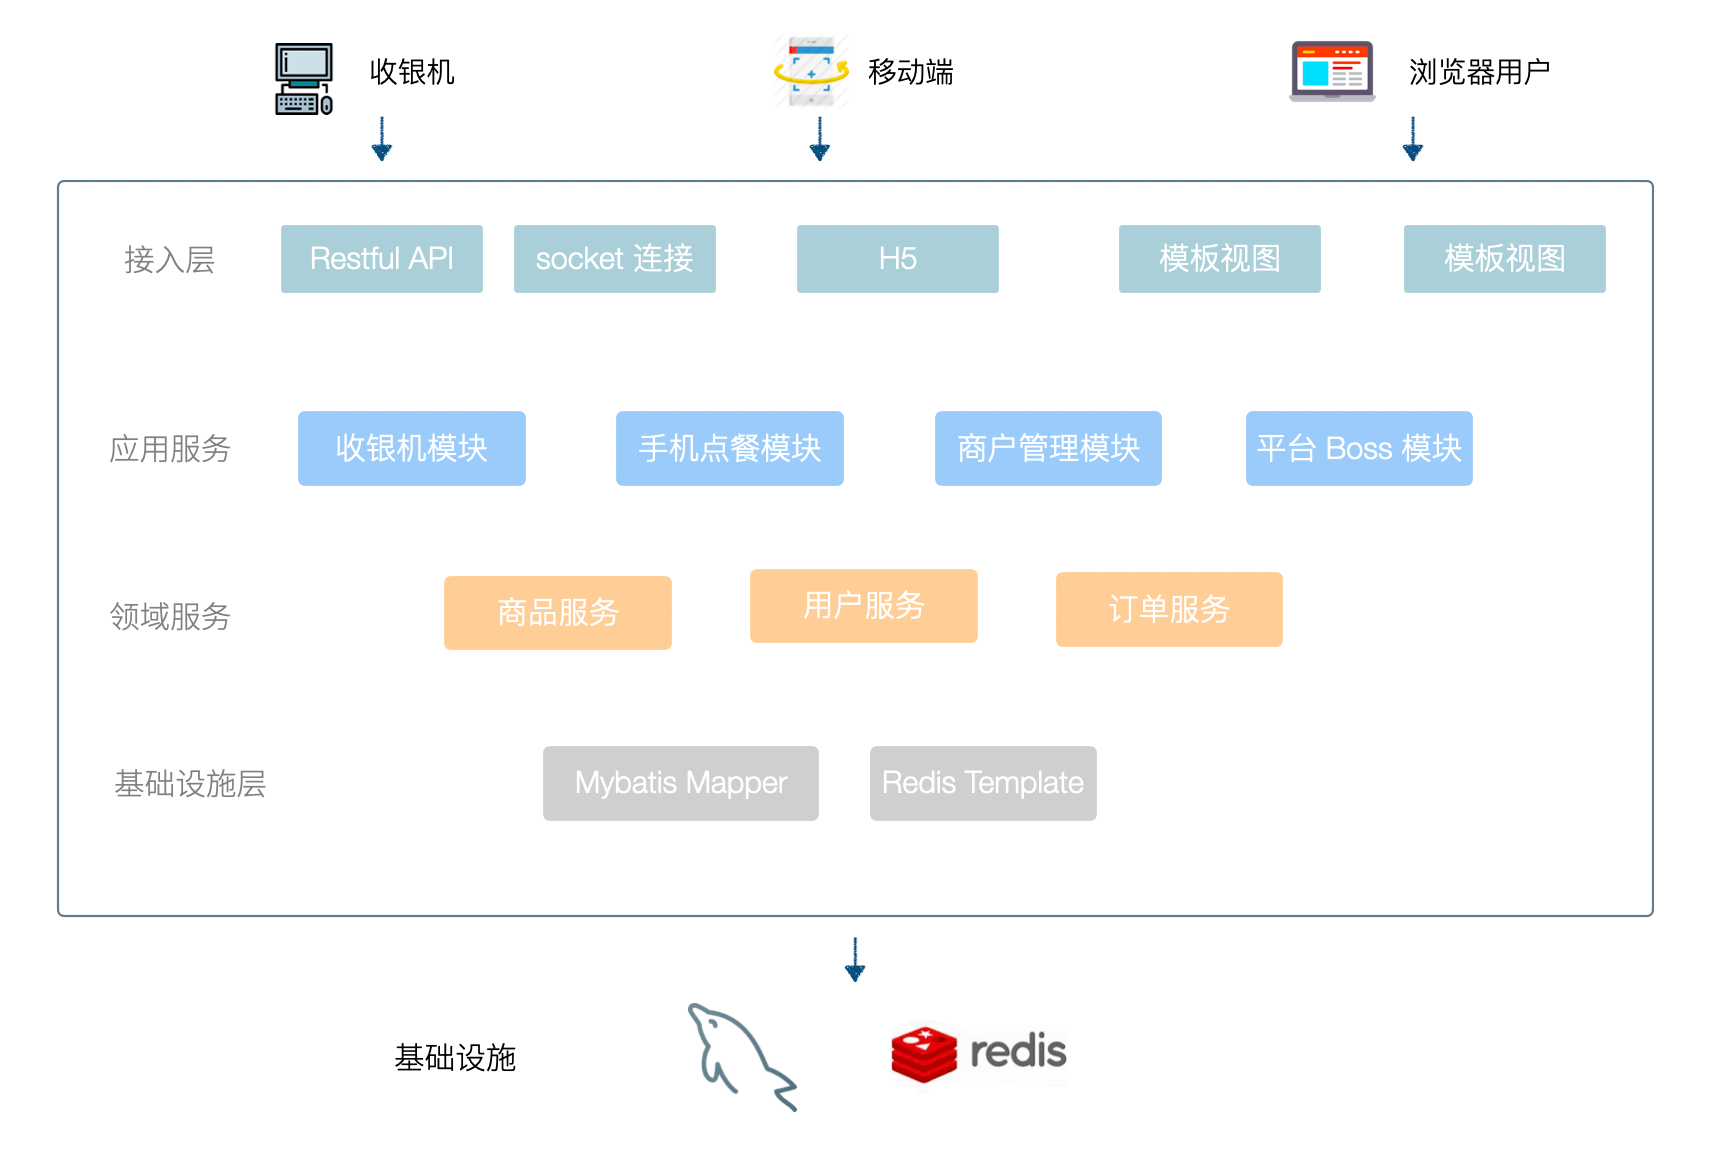 收银机
移动端
浏览器用户
接入层
Restful API
socket 连接
H5
模板视图
模板视图
应用服务
收银机模块
手机点餐模块
商户管理模块
平台 Boss 模块
领域服务
商品服务
用户服务
订单服务
基础设施层
Mybatis Mapper
Redis Template
基础设施
redis